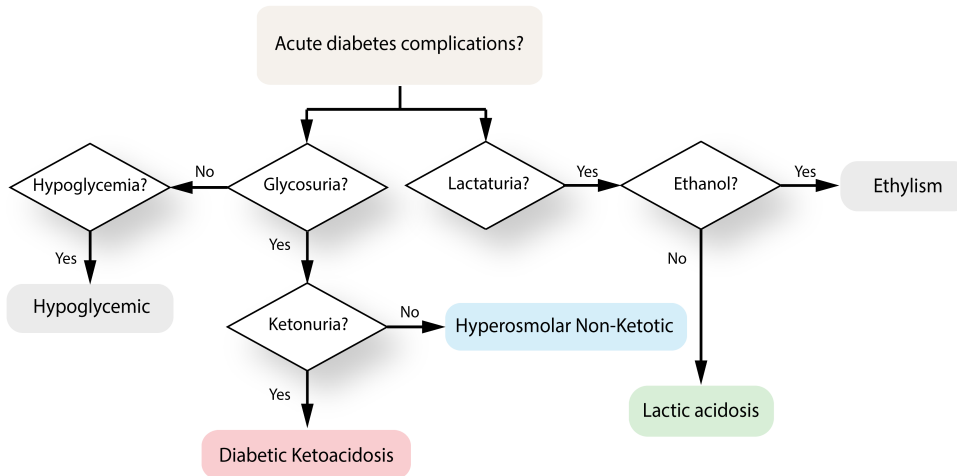 Acute diabetes complications?
Hypoglycemia?
No
Glycosuria?
Lactaturia?
Yes
Ethanol?
Yes
Ethylism
Yes
Yes
No
Hypoglycemic
Ketonuria?
No
Hyperosmolar Non-Ketotic
Yes
Lactic acidosis
Diabetic Ketoacidosis